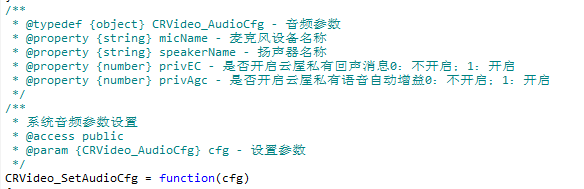 /**
 * @typedef {object} CRVideo_AudioCfg - 音频参数
 * @property {string} micName - 麦克风设备名称
 * @property {string} speakerName - 扬声器名称
 * @property {number} privEC - 是否开启云屋私有回声消息0：不开启；1：开启
 * @property {number} privAgc - 是否开启云屋私有语音自动增益0：不开启；1：开启
 */
/**
 * 系统音频参数设置
 * @access public
 * @param {CRVideo_AudioCfg} cfg - 设置参数
 */
CRVideo_SetAudioCfg = function(cfg)